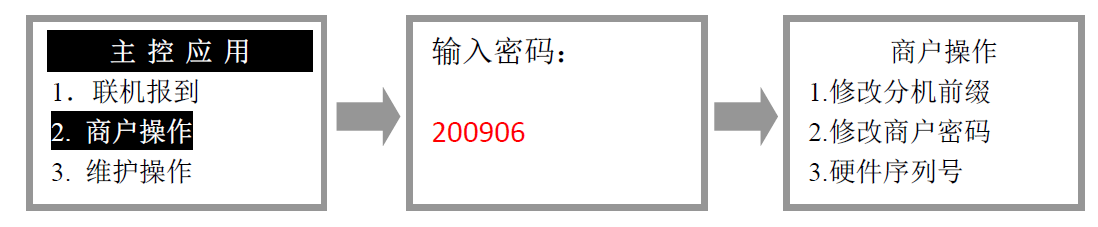 主 控 应 用
1. 联机报到
2. 商户操作
3. 维护操作
输入密码：
200906
商户操作
1.修改分机前缀
2.修改商户密码
3.硬件序列号